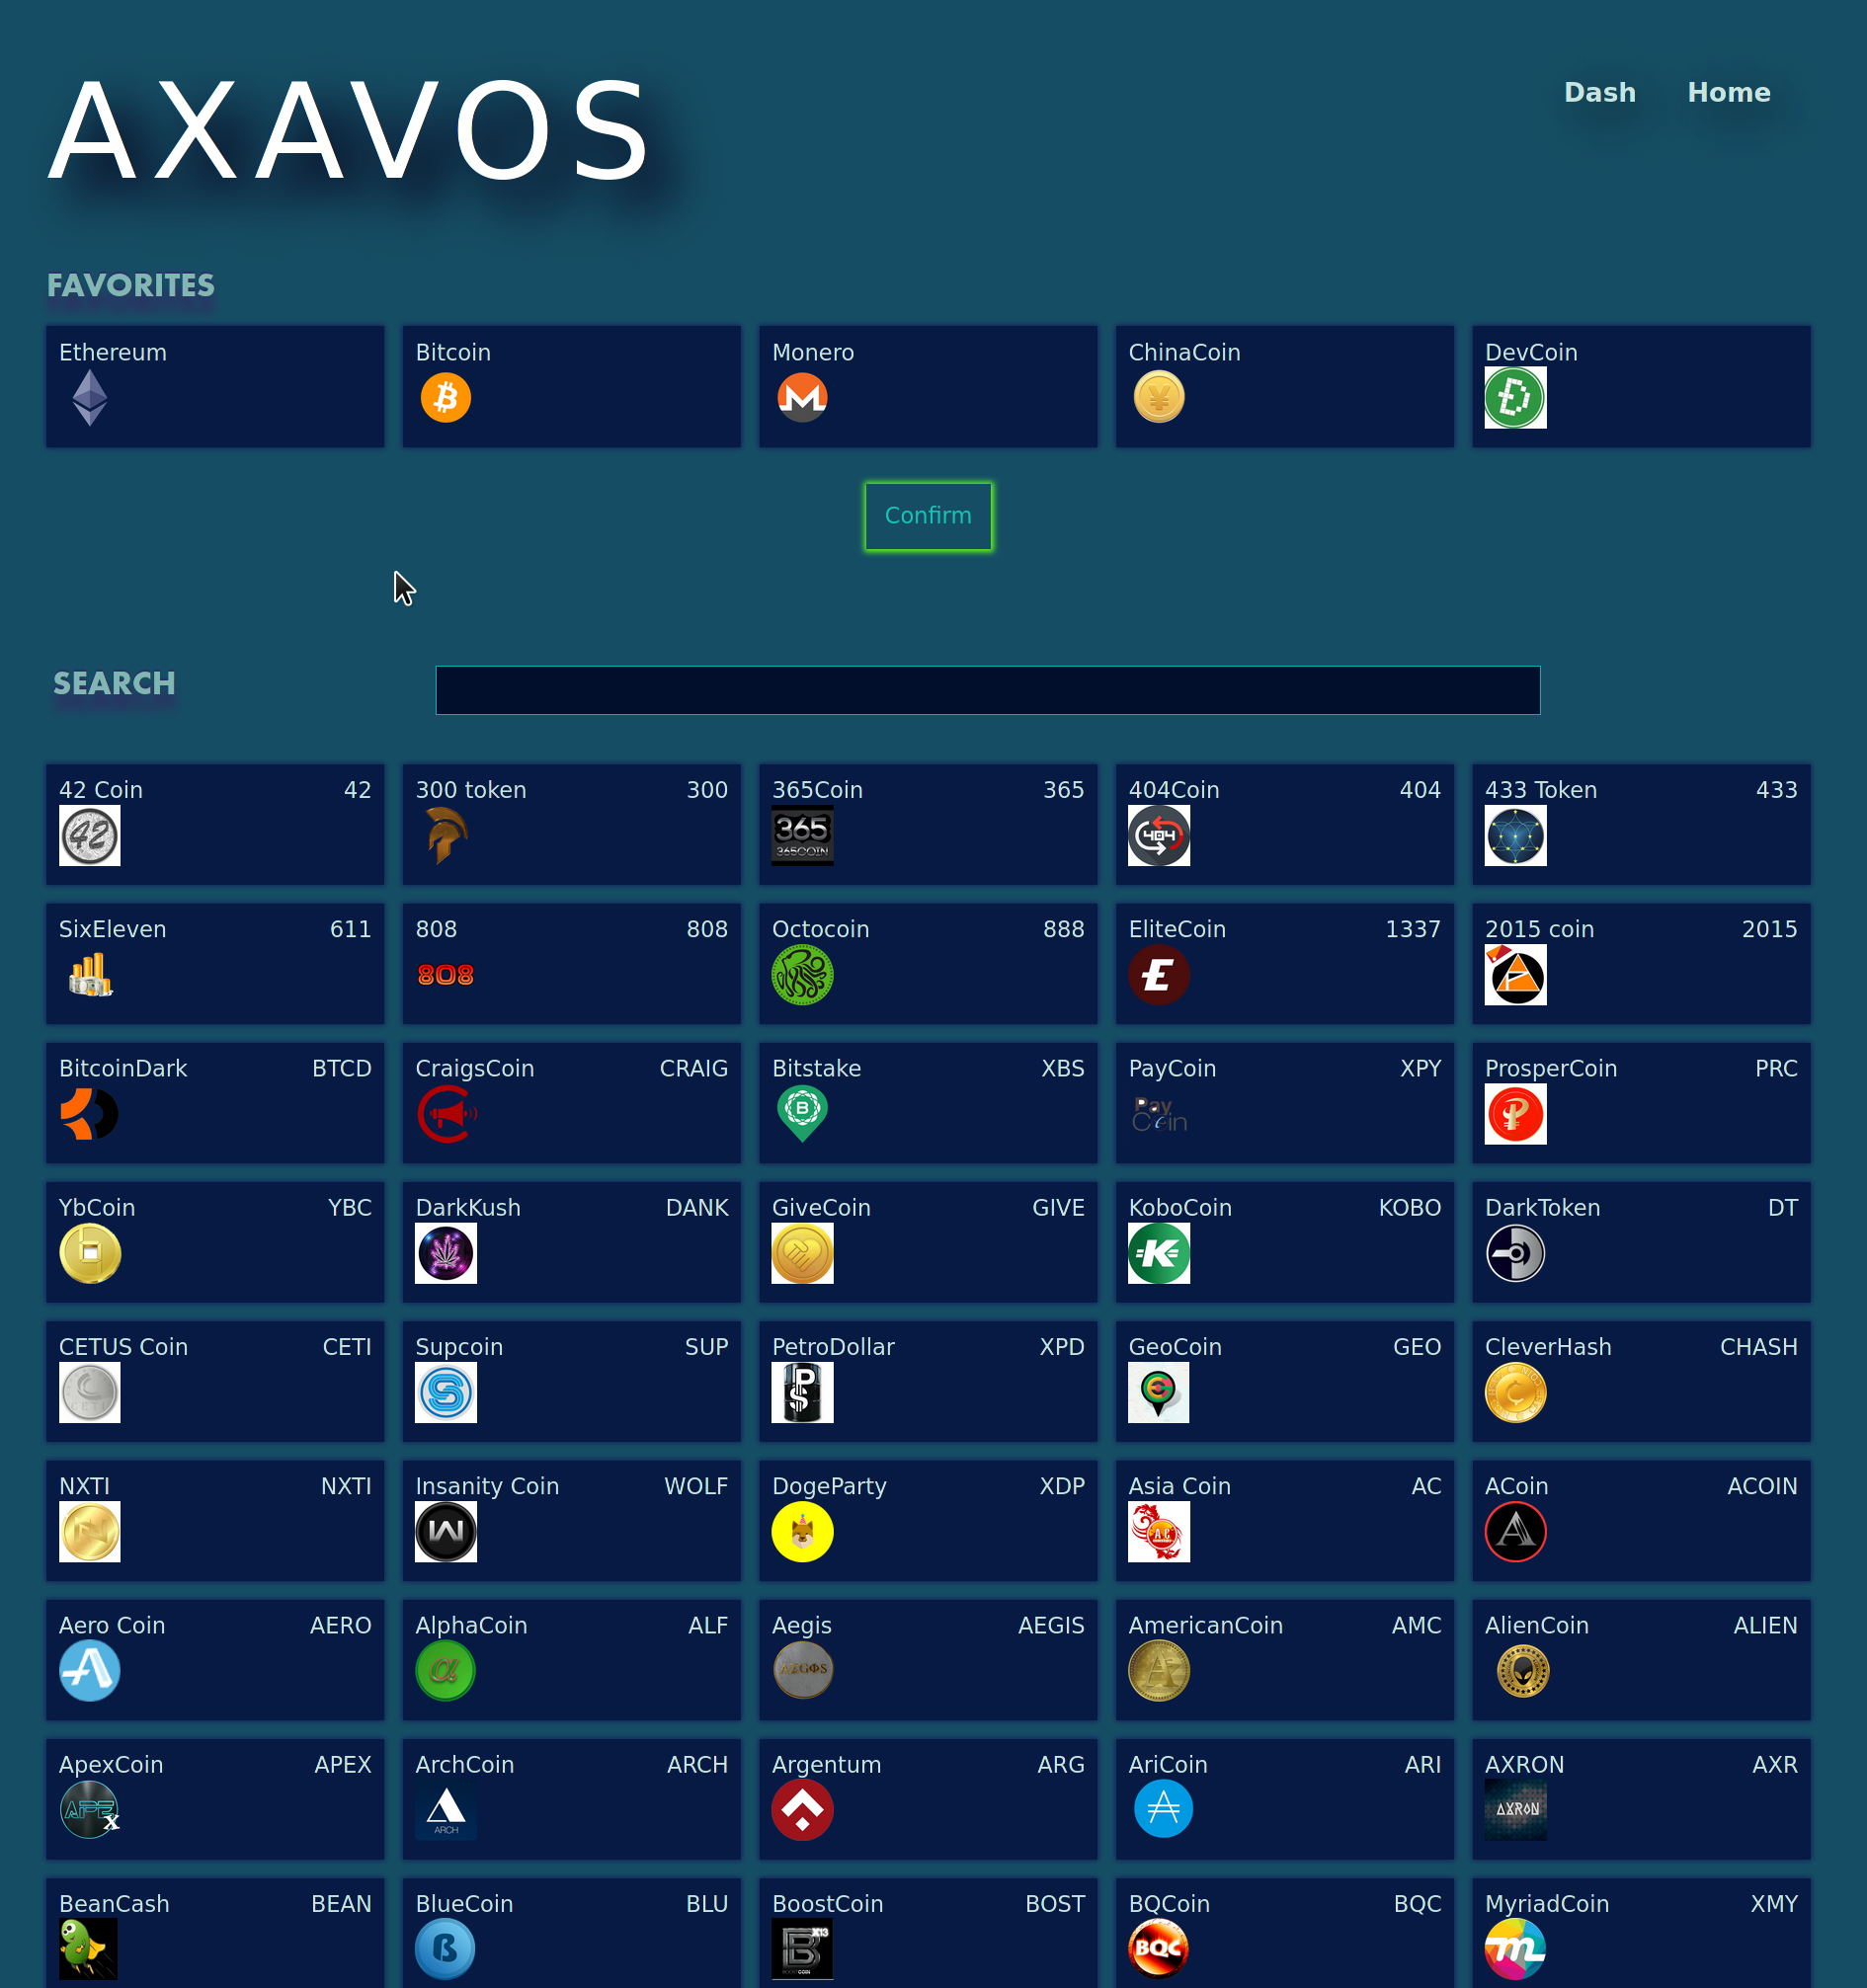 AXAVOS
Dash Home
FAVORITES
Ethereum Bitcoin Monero ChinaCoin DevCoin
Confirm
SEARCH
42 Coin 42 300 token 300 365Coin 365 404Coin 404 433 Token 433
42 365 404
365COIN
SixEleven 611 808 808 Octocoin 888 EliteCoin 1337 2015 coin 2015
808
BitcoinDark BTCD CraigsCoin CRAIG Bitstake XBS PayCoin XPY ProsperCoin PRC
B Pay
Coin
YbCoin YBC DarkKush DANK GiveCoin GIVE KoboCoin KOBO DarkToken DT
K
CETUS Coin CETI Supcoin SUP PetroDollar XPD GeoCoin GEO CleverHash CHASH
CETI S PS
NXTI NXTI Insanity Coin WOLF DogeParty XDP Asia Coin AC ACoin ACOIN
N W A.C A
Aero Coin AERO AlphaCoin ALF Aegis AEGIS AmericanCoin AMC AlienCoin ALIEN
α A
ApexCoin APEX ArchCoin ARCH Argentum ARG AriCoin ARI AXRON AXR
APEX ARCH AXRON
BeanCash BEAN BlueCoin BLU BoostCoin BOST BQCoin BQC MyriadCoin XMY
ß B X13 BQC m
BOOSTCOIN